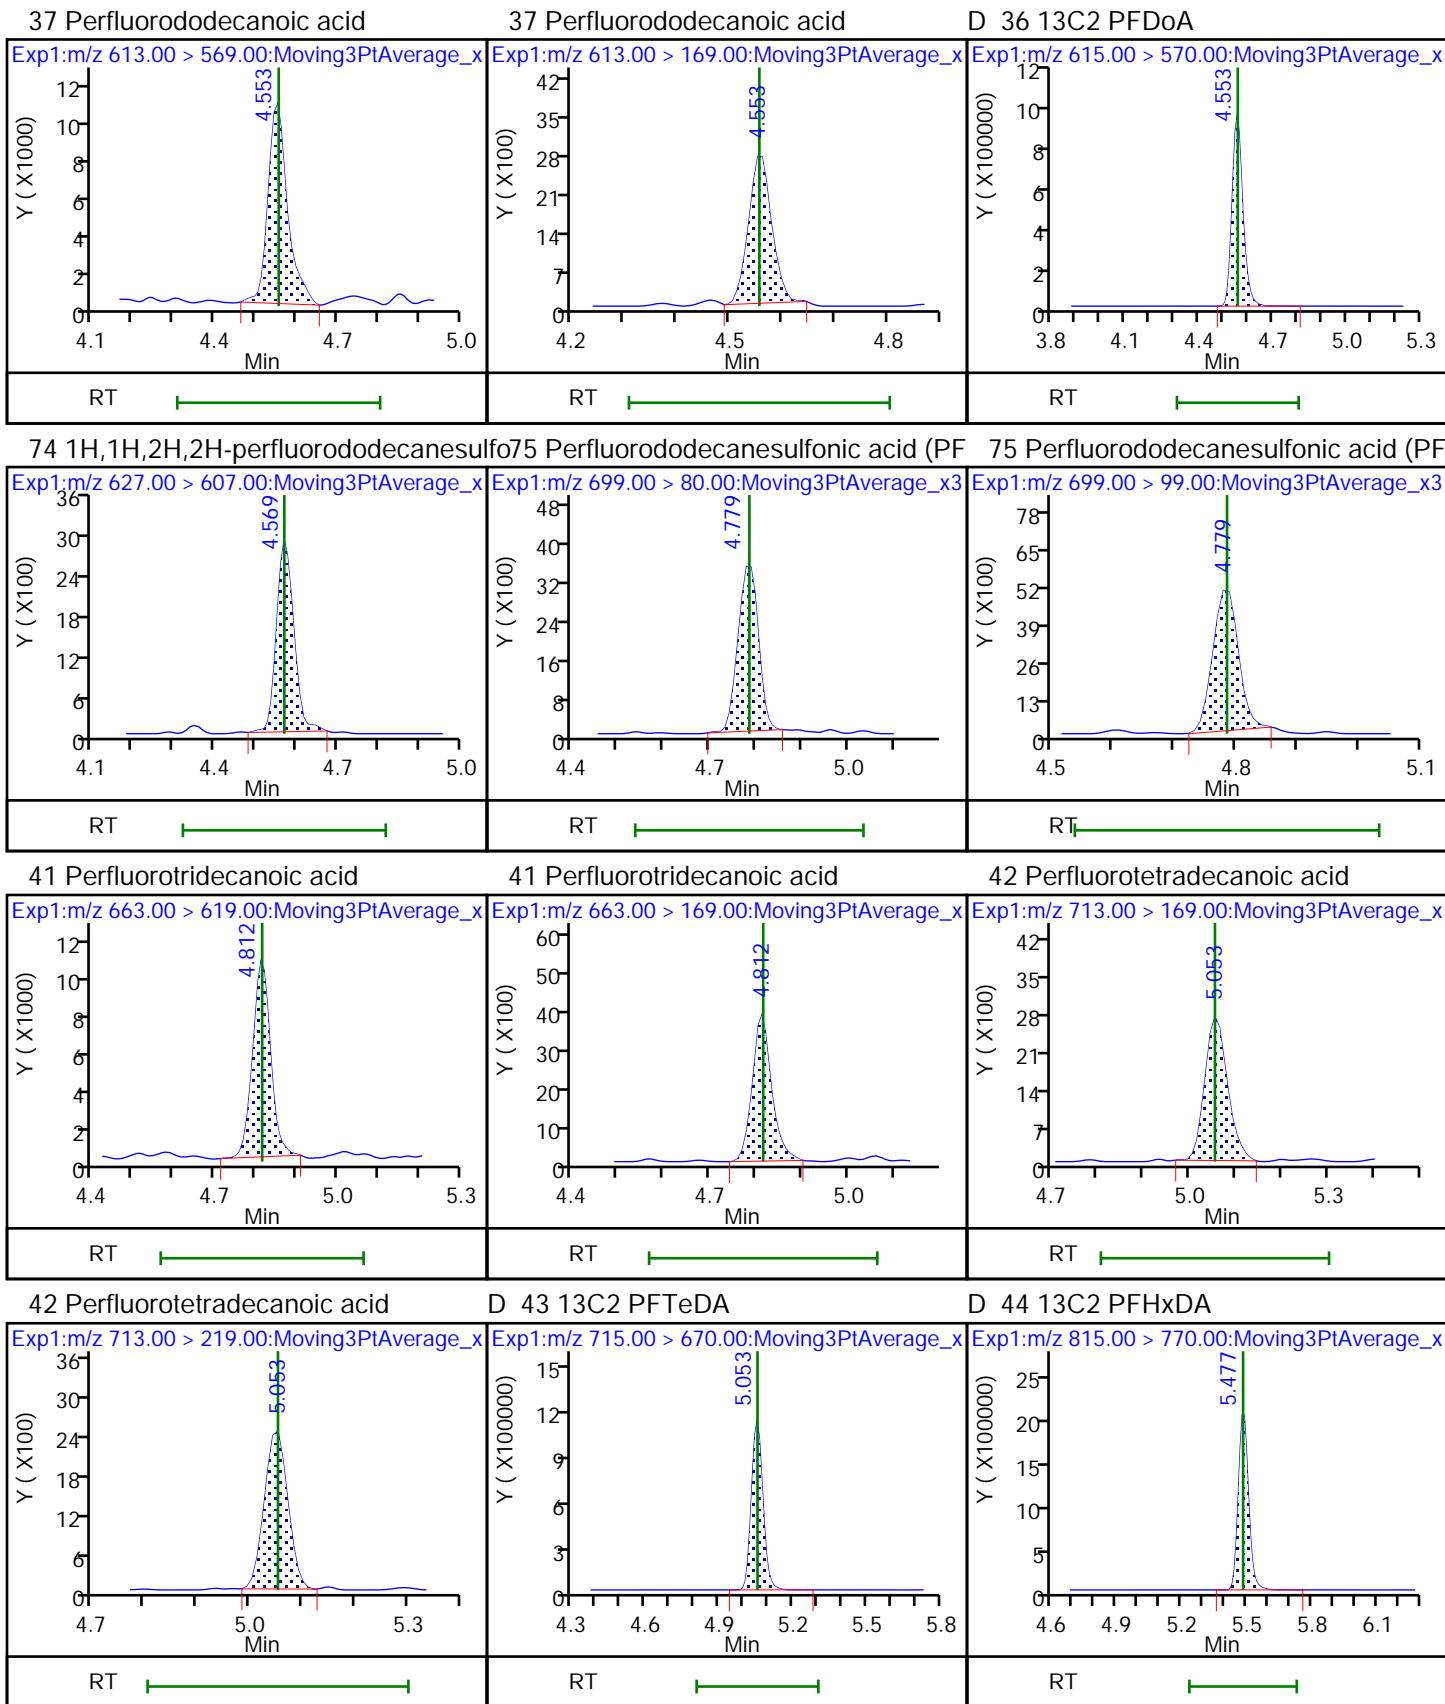 37 Perfluorododecanoic acid
Exp1:m/z 613.00 > 569.00:Moving3PtAverage_x
4.553
Y ( X1000)
12
10
8
6
4
2
0
4.1 4.4 4.7 5.0
Min
RT
37 Perfluorododecanoic acid
Exp1:m/z 613.00 > 169.00:Moving3PtAverage_x
4.553
Y ( X100)
42
35
28
21
14
7
0
4.2 4.5 4.8
Min
RT
D 36 13C2 PFDoA
Exp1:m/z 615.00 > 570.00:Moving3PtAverage_x
4.553
Y ( X100000)
12
10
8
6
4
2
0
3.8 4.1 4.4 4.7 5.0 5.3
Min
RT
74 1H,1H,2H,2H-perfluorododecanesulfo
Exp1:m/z 627.00 > 607.00:Moving3PtAverage_x
4.569
Y ( X100)
36
30
24
18
12
6
0
4.1 4.4 4.7 5.0
Min
RT
75 Perfluorododecanesulfonic acid (PF
Exp1:m/z 699.00 > 80.00:Moving3PtAverage_x3
4.779
Y ( X100)
48
40
32
24
16
8
0
4.4 4.7 5.0
Min
RT
75 Perfluorododecanesulfonic acid (PF
Exp1:m/z 699.00 > 99.00:Moving3PtAverage_x3
4.779
Y ( X100)
78
65
52
39
26
13
0
4.5 4.8 5.1
Min
RT
41 Perfluorotridecanoic acid
Exp1:m/z 663.00 > 619.00:Moving3PtAverage_x
4.812
Y ( X1000)
12
10
8
6
4
2
0
4.4 4.7 5.0 5.3
Min
RT
41 Perfluorotridecanoic acid
Exp1:m/z 663.00 > 169.00:Moving3PtAverage_x
4.812
Y ( X100)
60
50
40
30
20
10
0
4.4 4.7 5.0
Min
RT
42 Perfluorotetradecanoic acid
Exp1:m/z 713.00 > 169.00:Moving3PtAverage_x
5.053
Y ( X100)
42
35
28
21
14
7
0
4.7 5.0 5.3
Min
RT
42 Perfluorotetradecanoic acid
Exp1:m/z 713.00 > 219.00:Moving3PtAverage_x
5.053
Y ( X100)
36
30
24
18
12
6
0
4.7 5.0 5.3
Min
RT
D 43 13C2 PFTeDA
Exp1:m/z 715.00 > 670.00:Moving3PtAverage_x
5.053
Y ( X100000)
15
12
9
6
3
0
4.3 4.6 4.9 5.2 5.5 5.8
Min
RT
D 44 13C2 PFHxDA
Exp1:m/z 815.00 > 770.00:Moving3PtAverage_x
5.477
Y ( X100000)
25
20
15
10
5
0
4.6 4.9 5.2 5.5 5.8 6.1
Min
RT